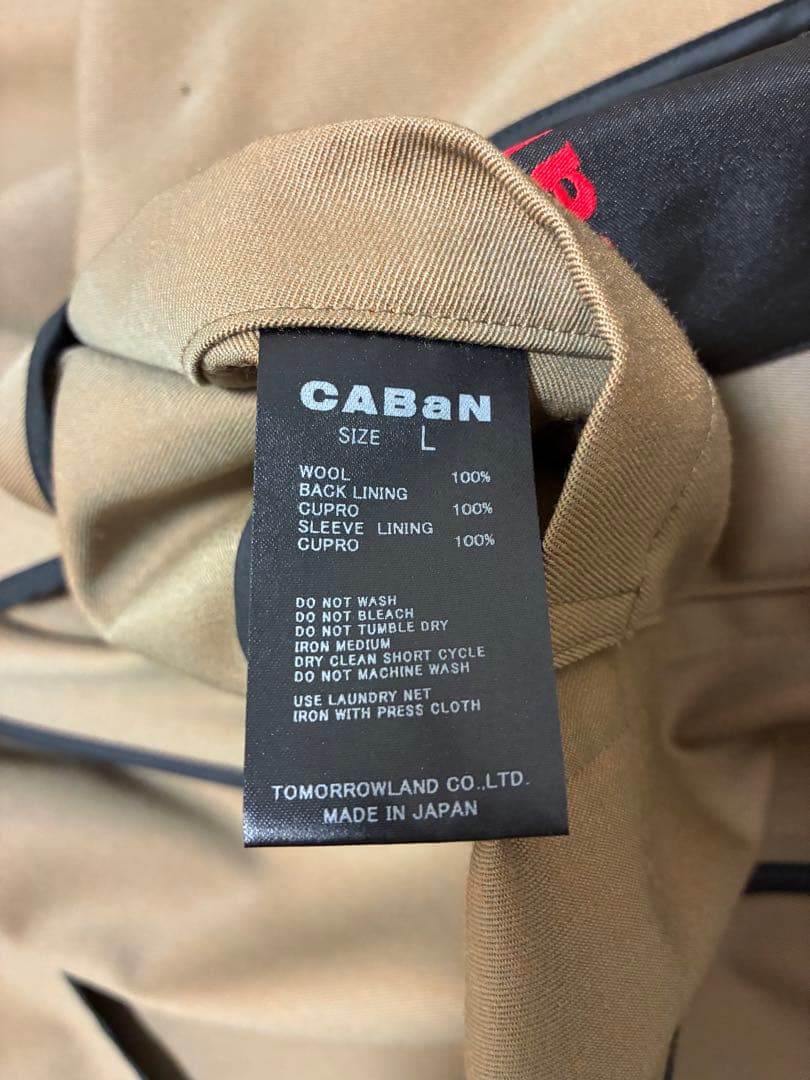 CABaN
SIZE L
WOOL 100%
BACK LINING
CUPRO 100%
SLEEVE LINING
CUPRO 100%
DO NOT WASH
DO NOT BLEACH
DO NOT TUMBLE DRY
IRON MEDIUM
DRY CLEAN SHORT CYCLE
DO NOT MACHINE WASH
USE LAUNDRY NET
IRON WITH PRESS CLOTH
TOMORROWLAND CO.,LTD.
MADE IN JAPAN